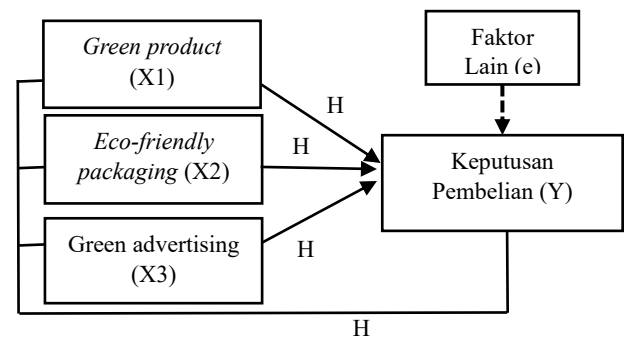 Green product
(X1)
Faktor
Lain (e)
H
Eco-friendly
packaging (X2)
H
Keputusan
Pembelian (Y)
Green advertising
(X3)
H
H